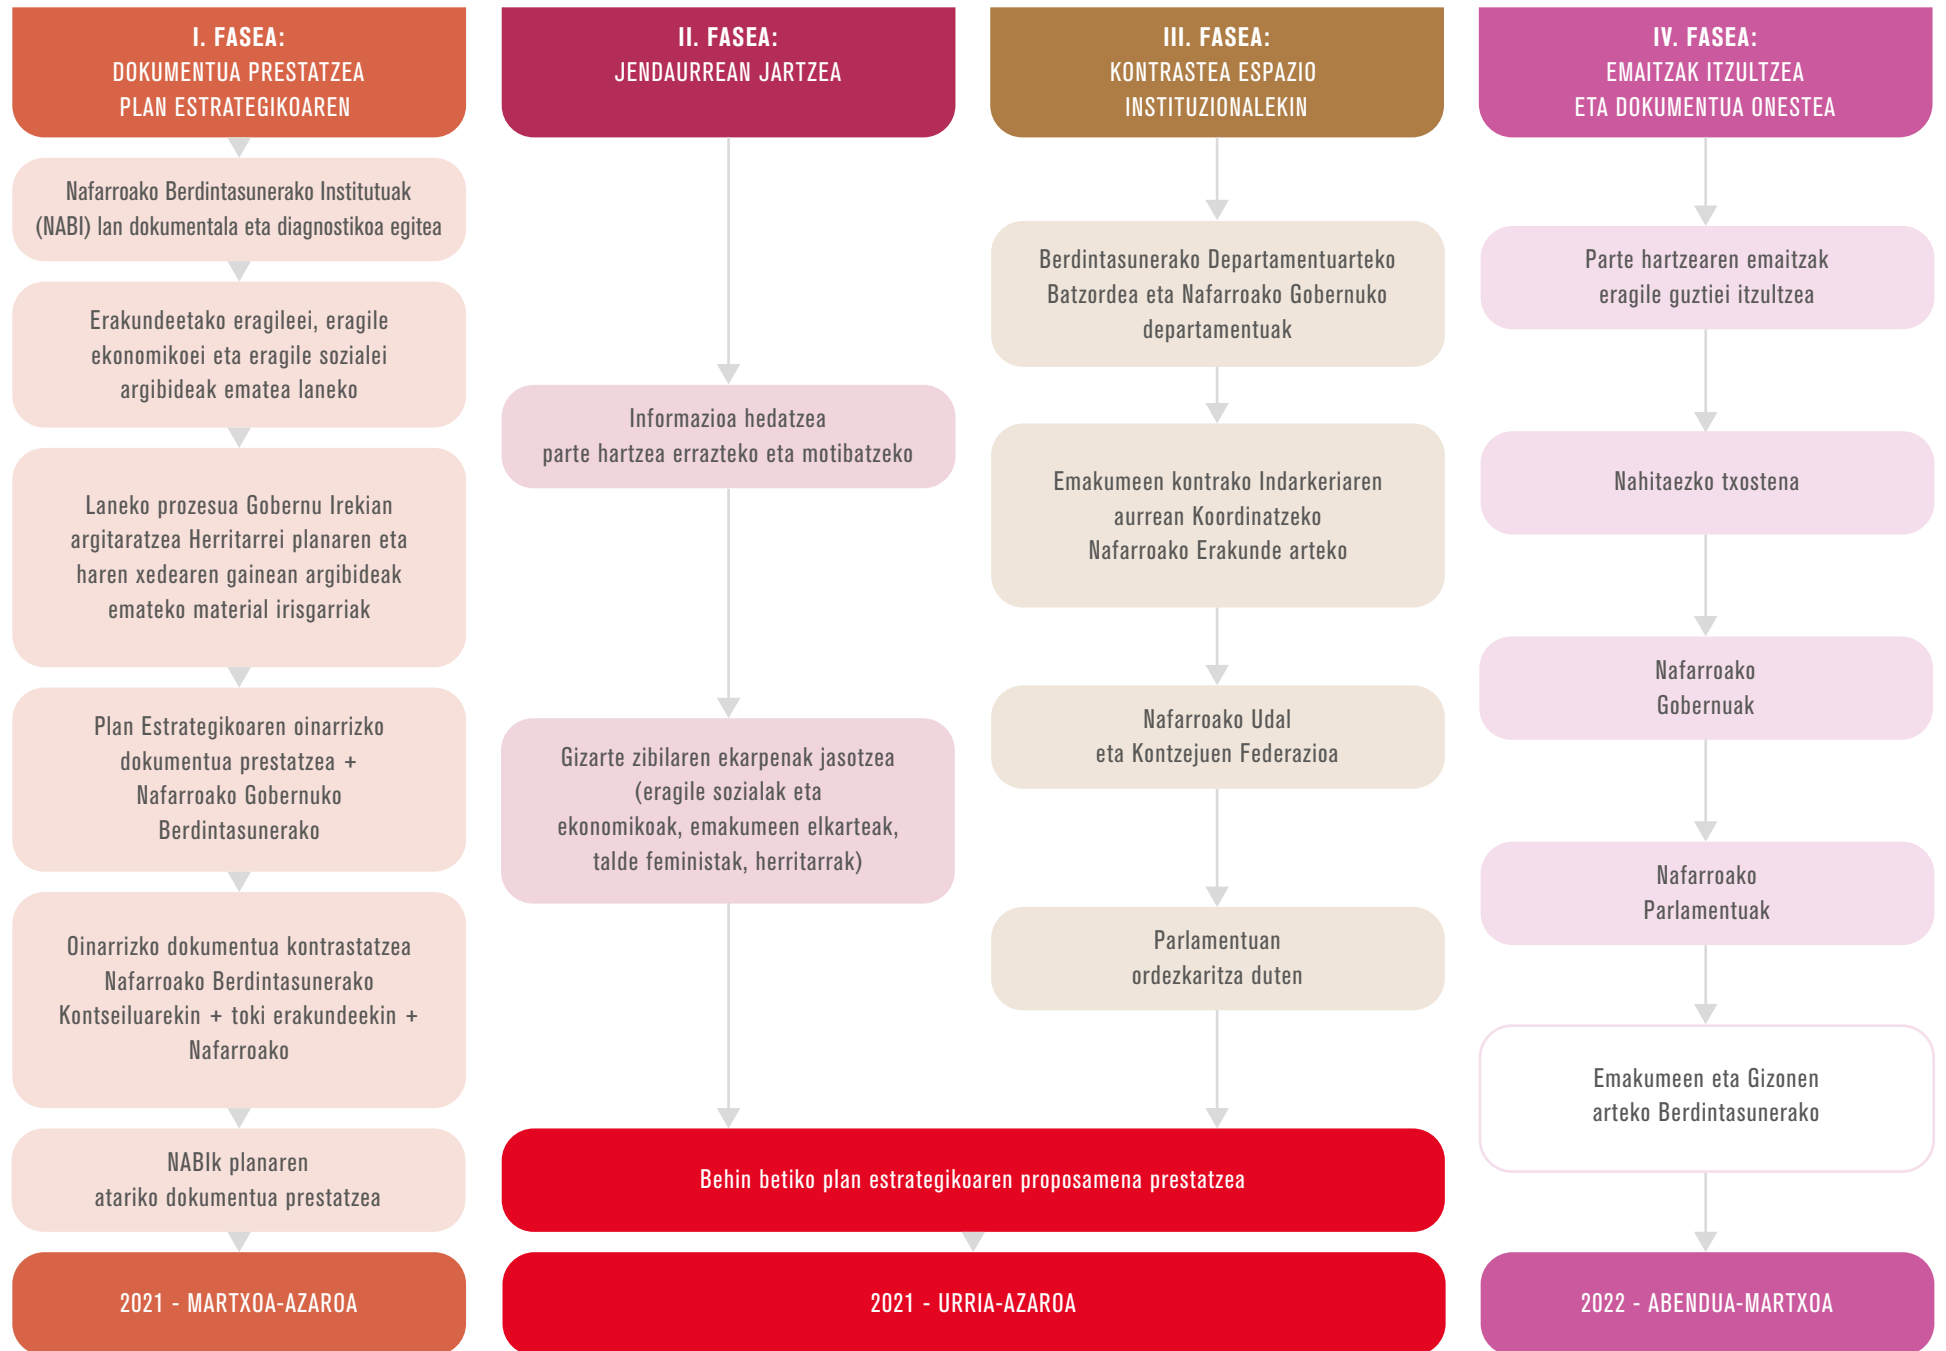 I. FASEA:
DOKUMENTUA PRESTATZEA
PLAN ESTRATEGIKOAREN
Nafarroako Berdintasunerako Institutuak
(NABI) lan dokumentala eta diagnostikoa egitea
Erakundeetako eragileei, eragile
ekonomikoei eta eragile sozialei
argibideak ematea laneko
Laneko prozesua Gobernu Irekian
argitaratzea Herritarrei planaren eta
haren xedearen gainean argibideak
emateko material irisgarriak
Plan Estrategikoaren oinarrizko
dokumentua prestatzea +
Nafarroako Gobernuko
Berdintasunerako
Oinarrizko dokumentua kontrastatzea
Nafarroako Berdintasunerako
Kontseiluarekin + toki erakundeekin +
Nafarroako
NABIk planaren
atariko dokumentua prestatzea
2021 - MARTXOA-AZAROA
II. FASEA:
JENDAURREAN JARTZEA
Informazioa hedatzea
parte hartzea errazteko eta motibatzeko
Gizarte zibilaren ekarpenak jasotzea
(eragile sozialak eta
ekonomikoak, emakumeen elkarteak,
talde feministak, herritarrak)
III. FASEA:
KONTRASTEA ESPAZIO
INSTITUZIONALEKIN
Berdintasunerako Departamentuarteko
Batzordea eta Nafarroako Gobernuko
departamentuak
Emakumeen kontrako Indarkeriaren
aurrean Koordinatzeko
Nafarroako Erakunde arteko
Nafarroako Udal
eta Kontzejuen Federazioa
Parlamentuan
ordezkaritza duten
Behin betiko plan estrategikoaren proposamena prestatzea
2021 - URRIA-AZAROA
IV. FASEA:
EMAITZAK ITZULTZEA
ETA DOKUMENTUA ONESTEA
Parte hartzearen emaitzak
eragile guztiei itzultzea
Nahitaezko txostena
Nafarroako
Gobernuak
Nafarroako
Parlamentuak
Emakumeen eta Gizonen
arteko Berdintasunerako
2022 - ABENDUA-MARTXOA